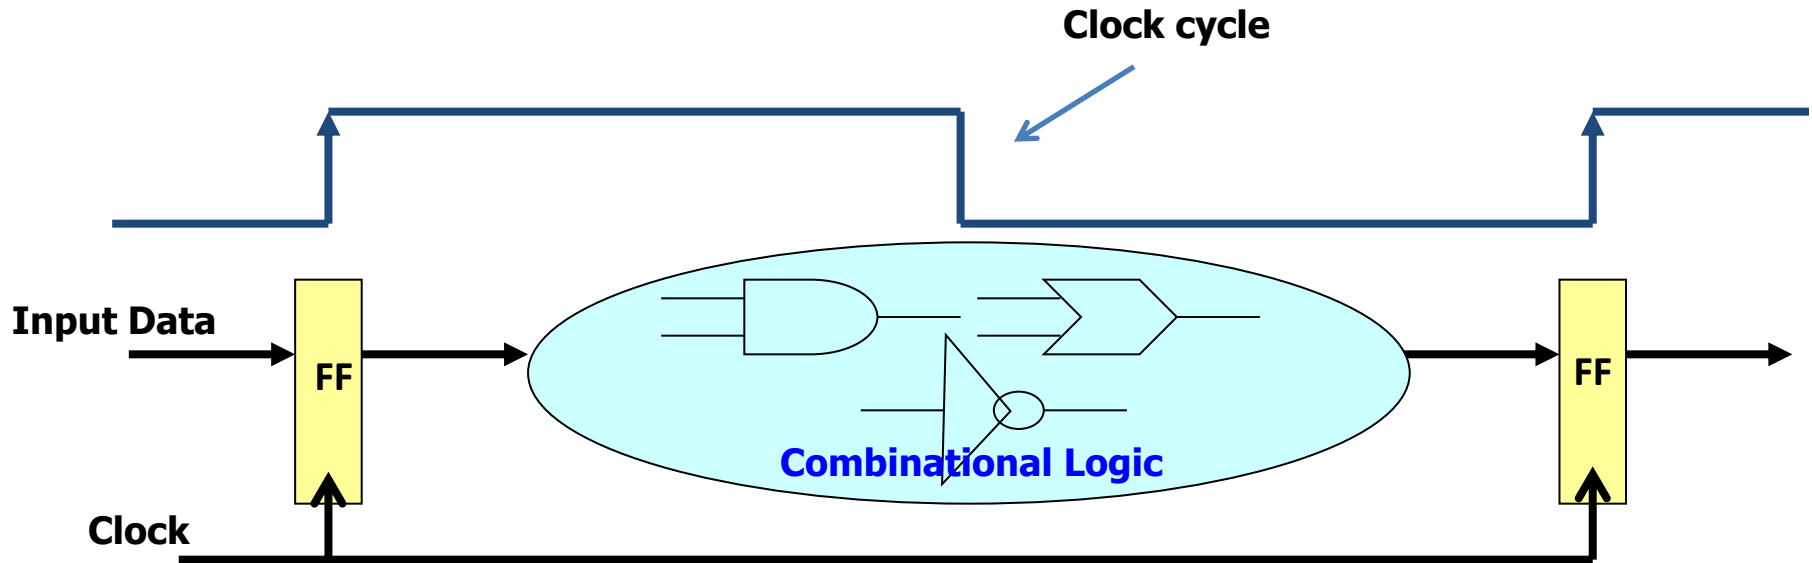 Clock cycle
Input Data
FF
FF
Combinational Logic
Clock